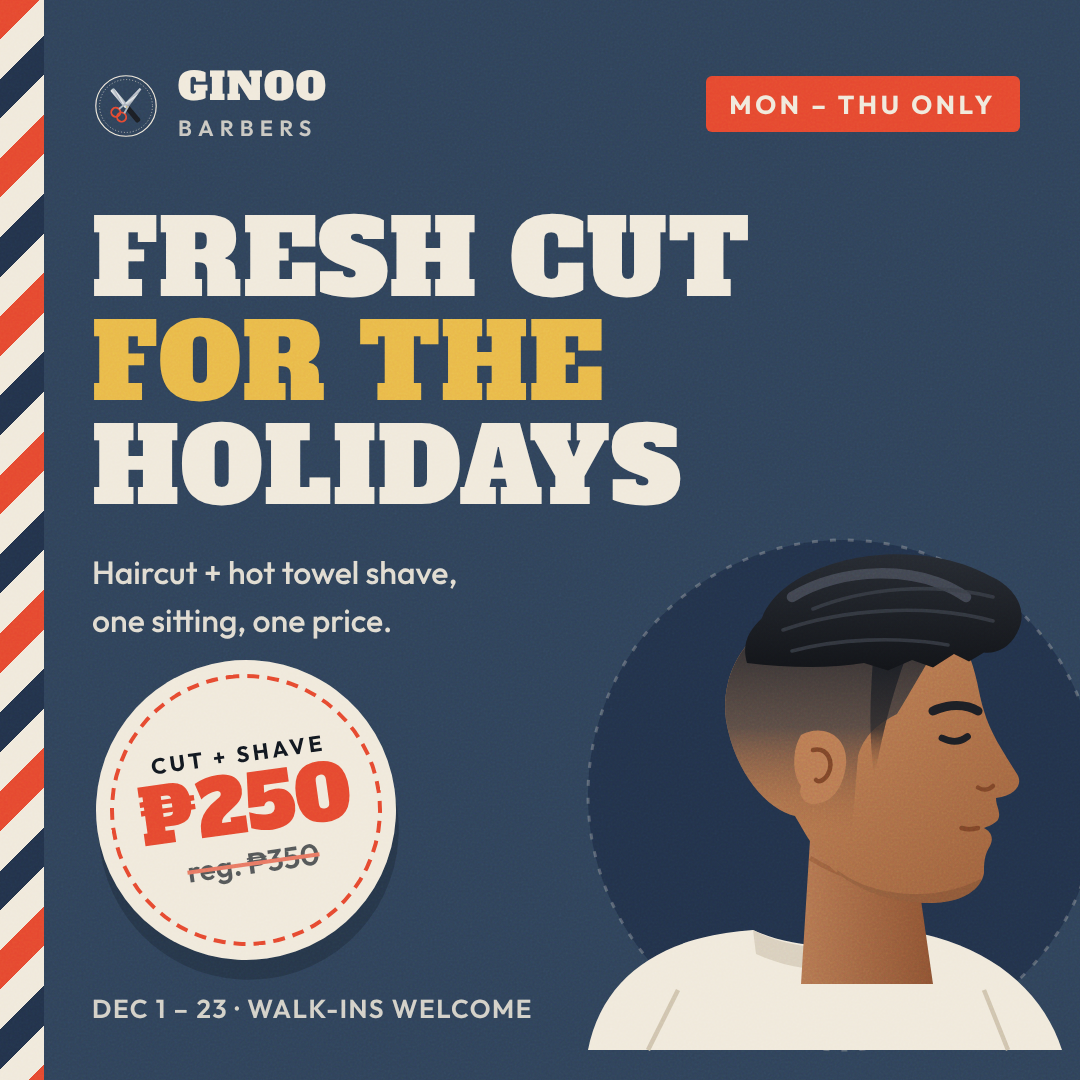 GINOO
BARBERS
MON – THU ONLY
FRESH CUT
FOR THE
HOLIDAYS
Haircut + hot towel shave,
one sitting, one price.
CUT + SHAVE
₱250
reg. ₱350
DEC 1 – 23 · WALK-INS WELCOME